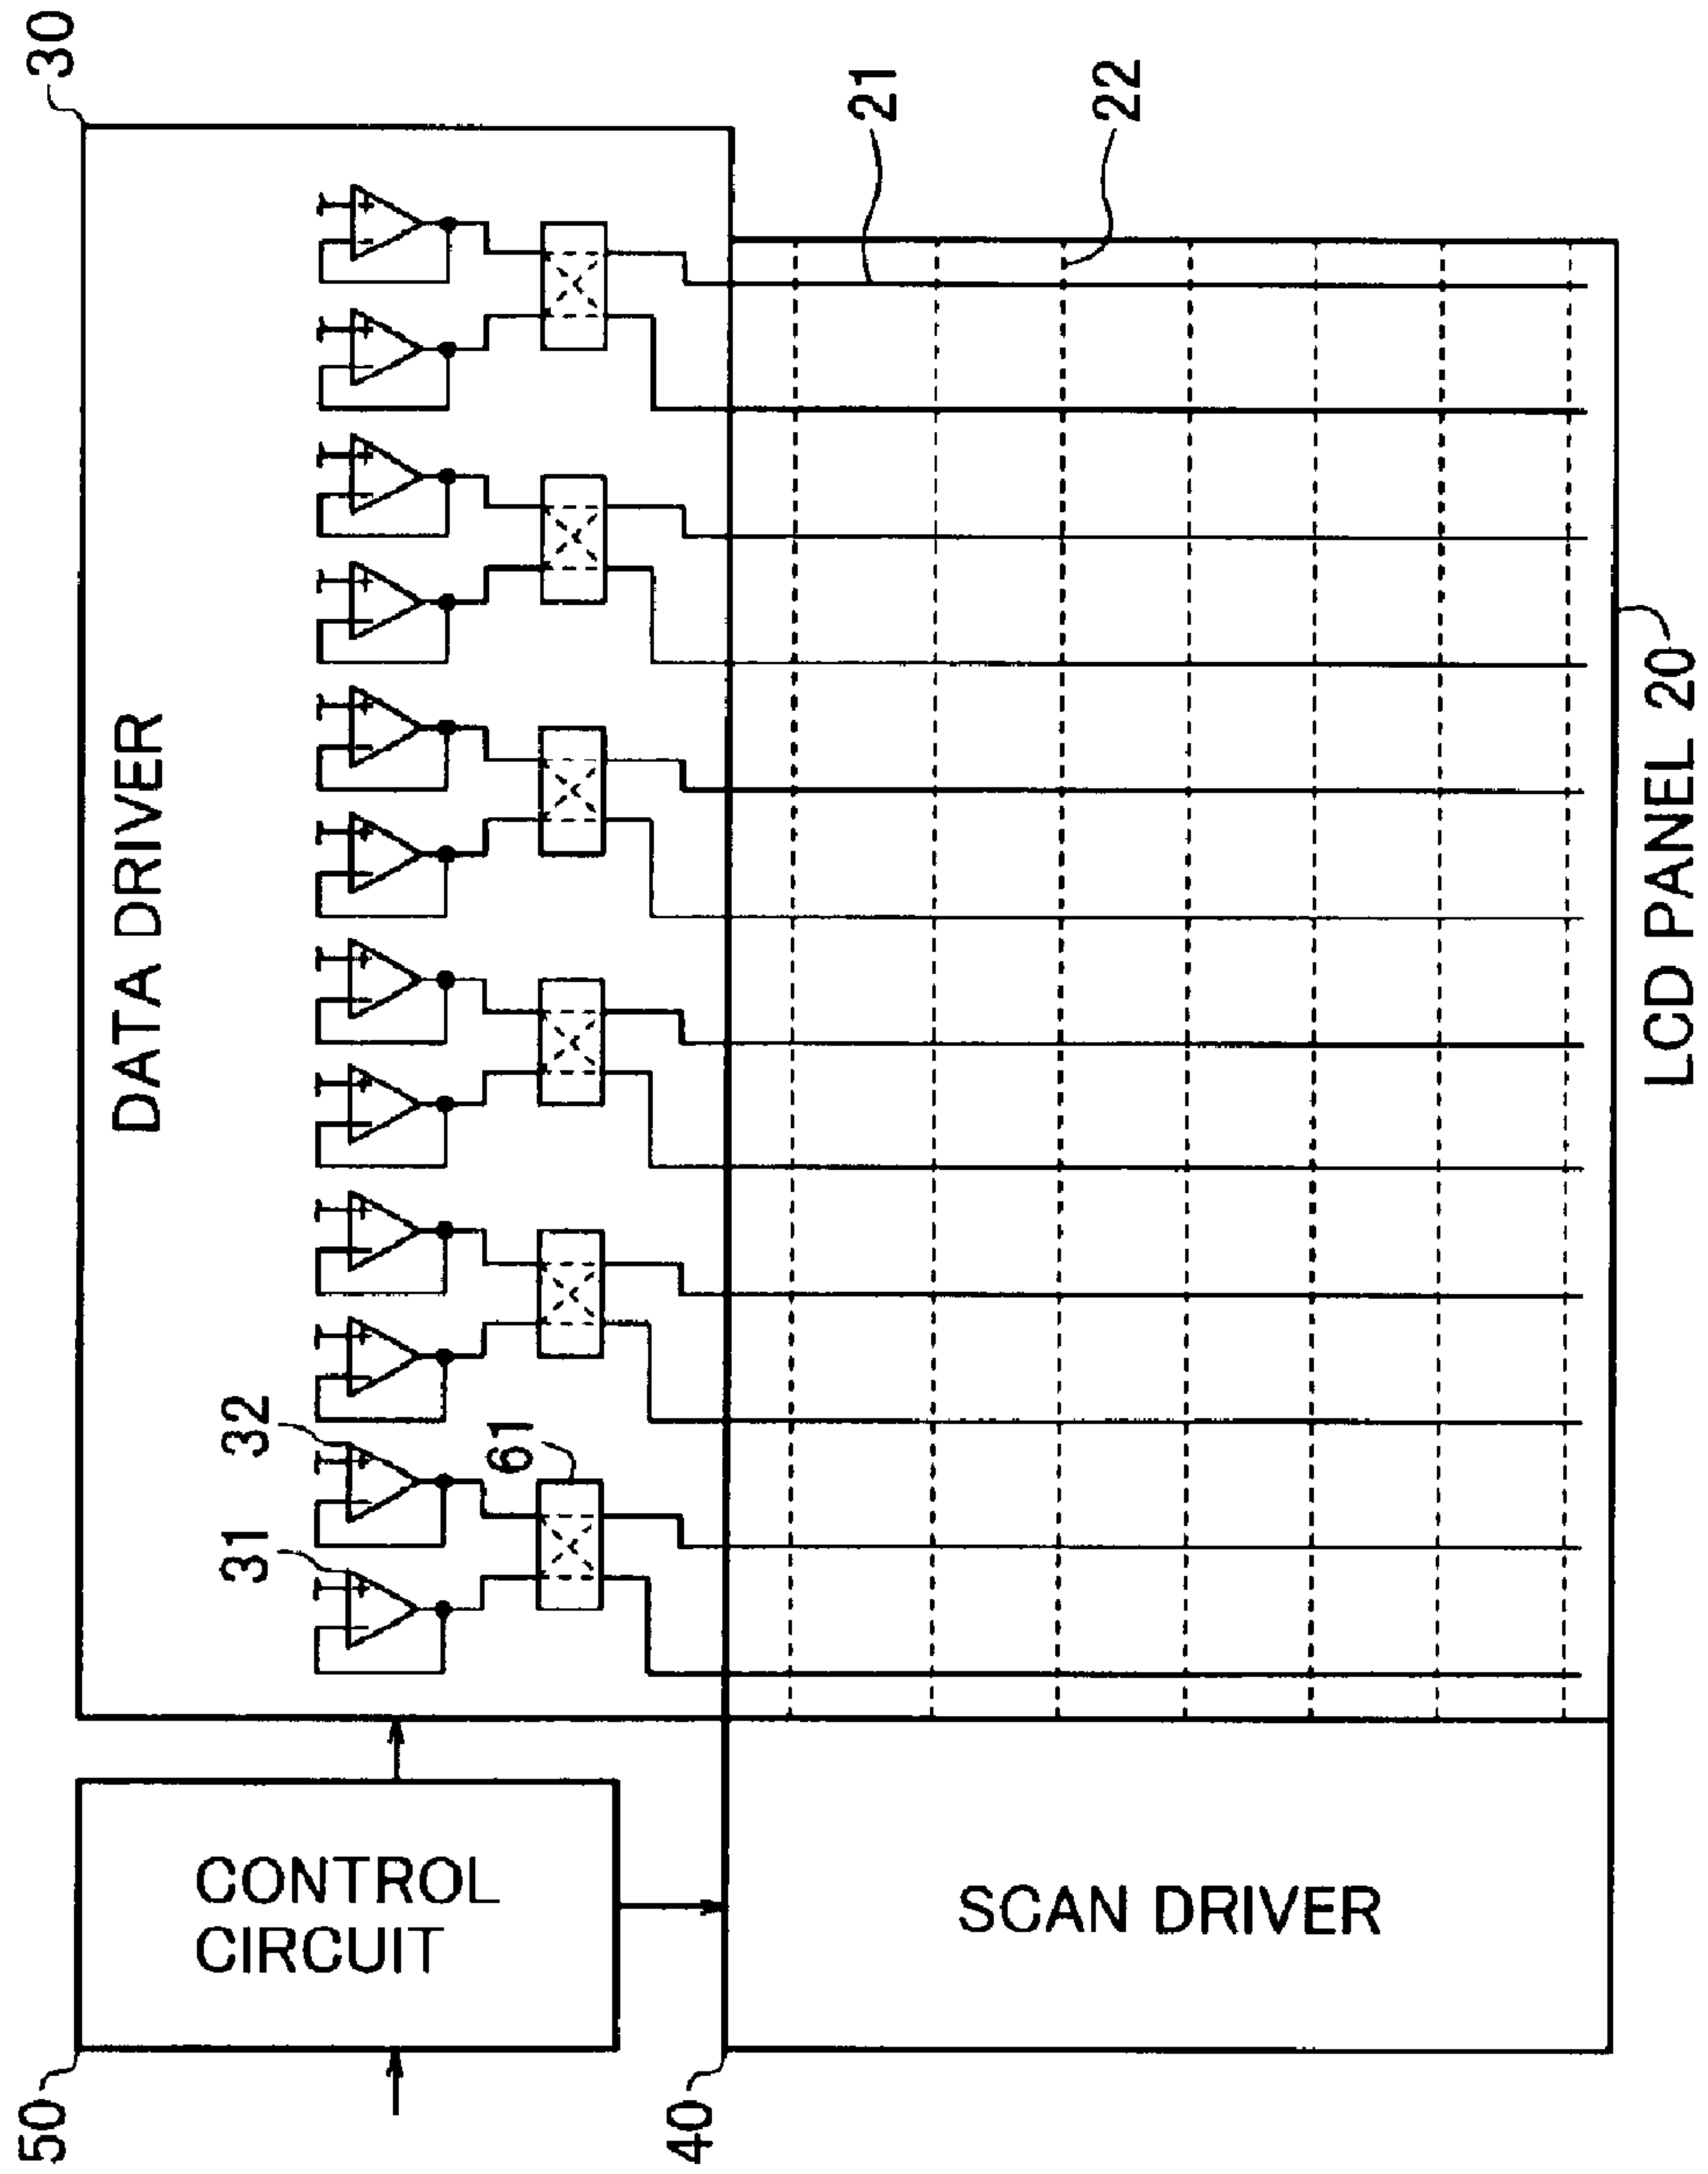 50
CONTROL
CIRCUIT
30
DATA DRIVER
31
32
61
+ -
40
SCAN DRIVER
21
22
LCD PANEL 20